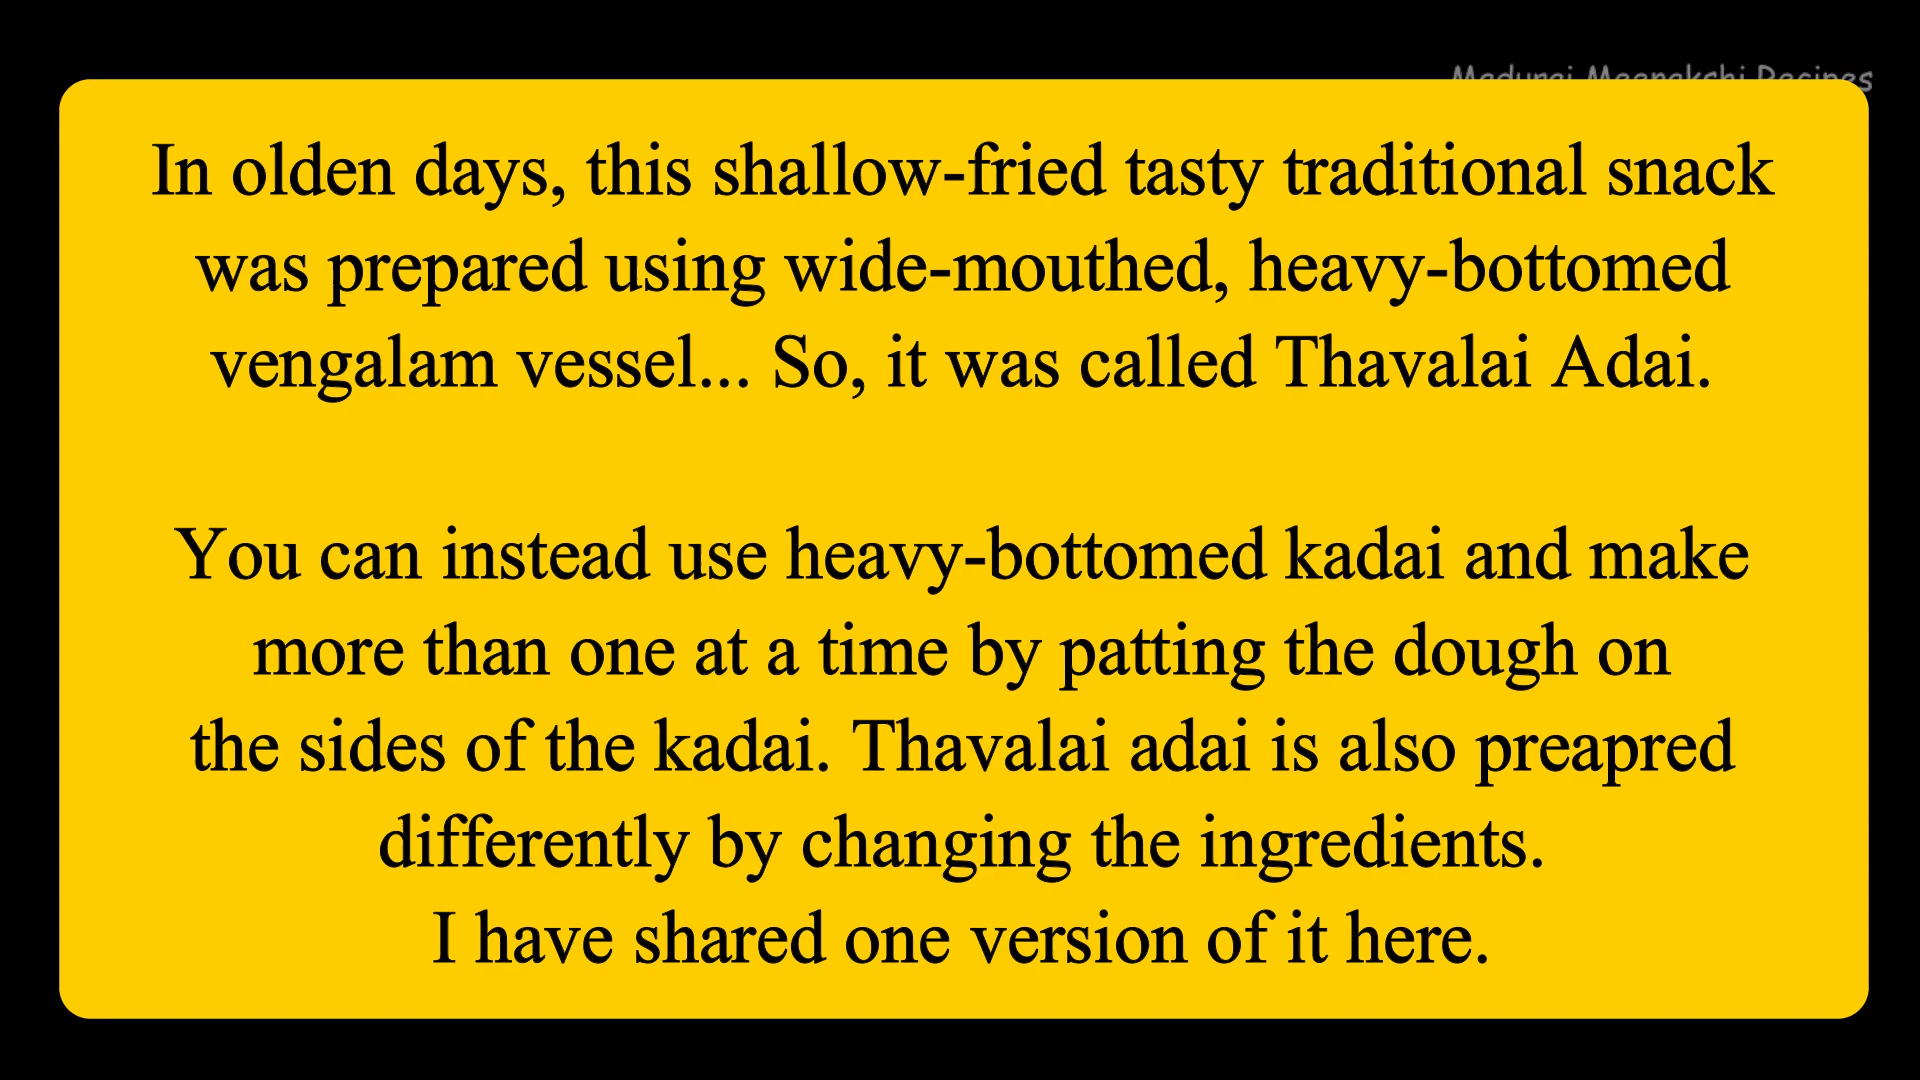 Madurai Meenakshi Recipes
In olden days, this shallow-fried tasty traditional snack
was prepared using wide-mouthed, heavy-bottomed
vengalam vessel... So, it was called Thavalai Adai.
You can instead use heavy-bottomed kadai and make
more than one at a time by patting the dough on
the sides of the kadai. Thavalai adai is also preapred
differently by changing the ingredients.
I have shared one version of it here.